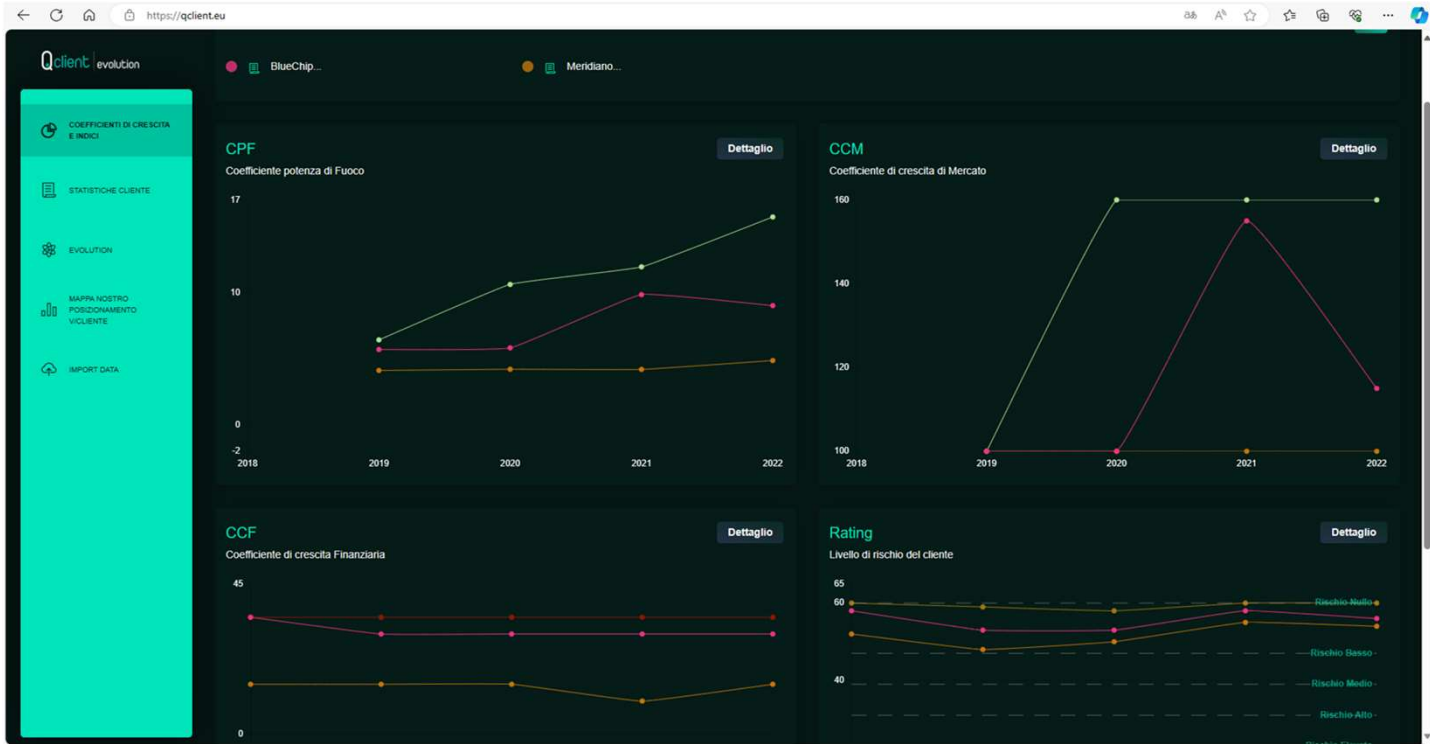 https://qclient.eu
Qclient evolution
BlueChip...
Meridiano...
COEFFICIENTI DI CRESCITA
E INDICI
STATISTICHE CLIENTE
EVOLUTION
MAPPA NOSTRO
POSIZIONAMENTO
V/CLIENTE
IMPORT DATA
CPF
Dettaglio
Coefficiente potenza di Fuoco
17
10
0
-2
2018 2019 2020 2021 2022
CCM
Dettaglio
Coefficiente di crescita di Mercato
160
140
120
100
2018 2019 2020 2021 2022
CCF
Dettaglio
Coefficiente di crescita Finanziaria
45
0
Rating
Dettaglio
Livello di rischio del cliente
65
60
Rischio Nullo
Rischio Basso
40
Rischio Medio
Rischio Alto